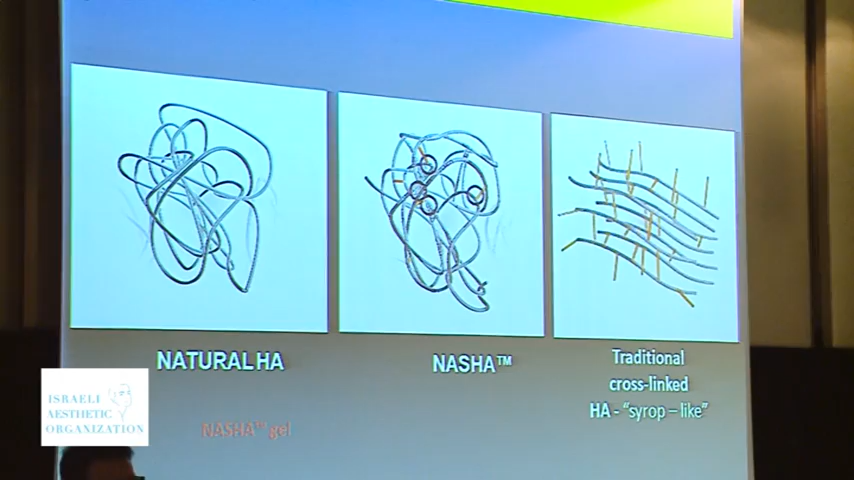 NATURAL HA
NASHA™
Traditional
cross-linked
HA - "syrop – like"
NASHA™ gel
ISRAELI
AESTHETIC
ORGANIZATION